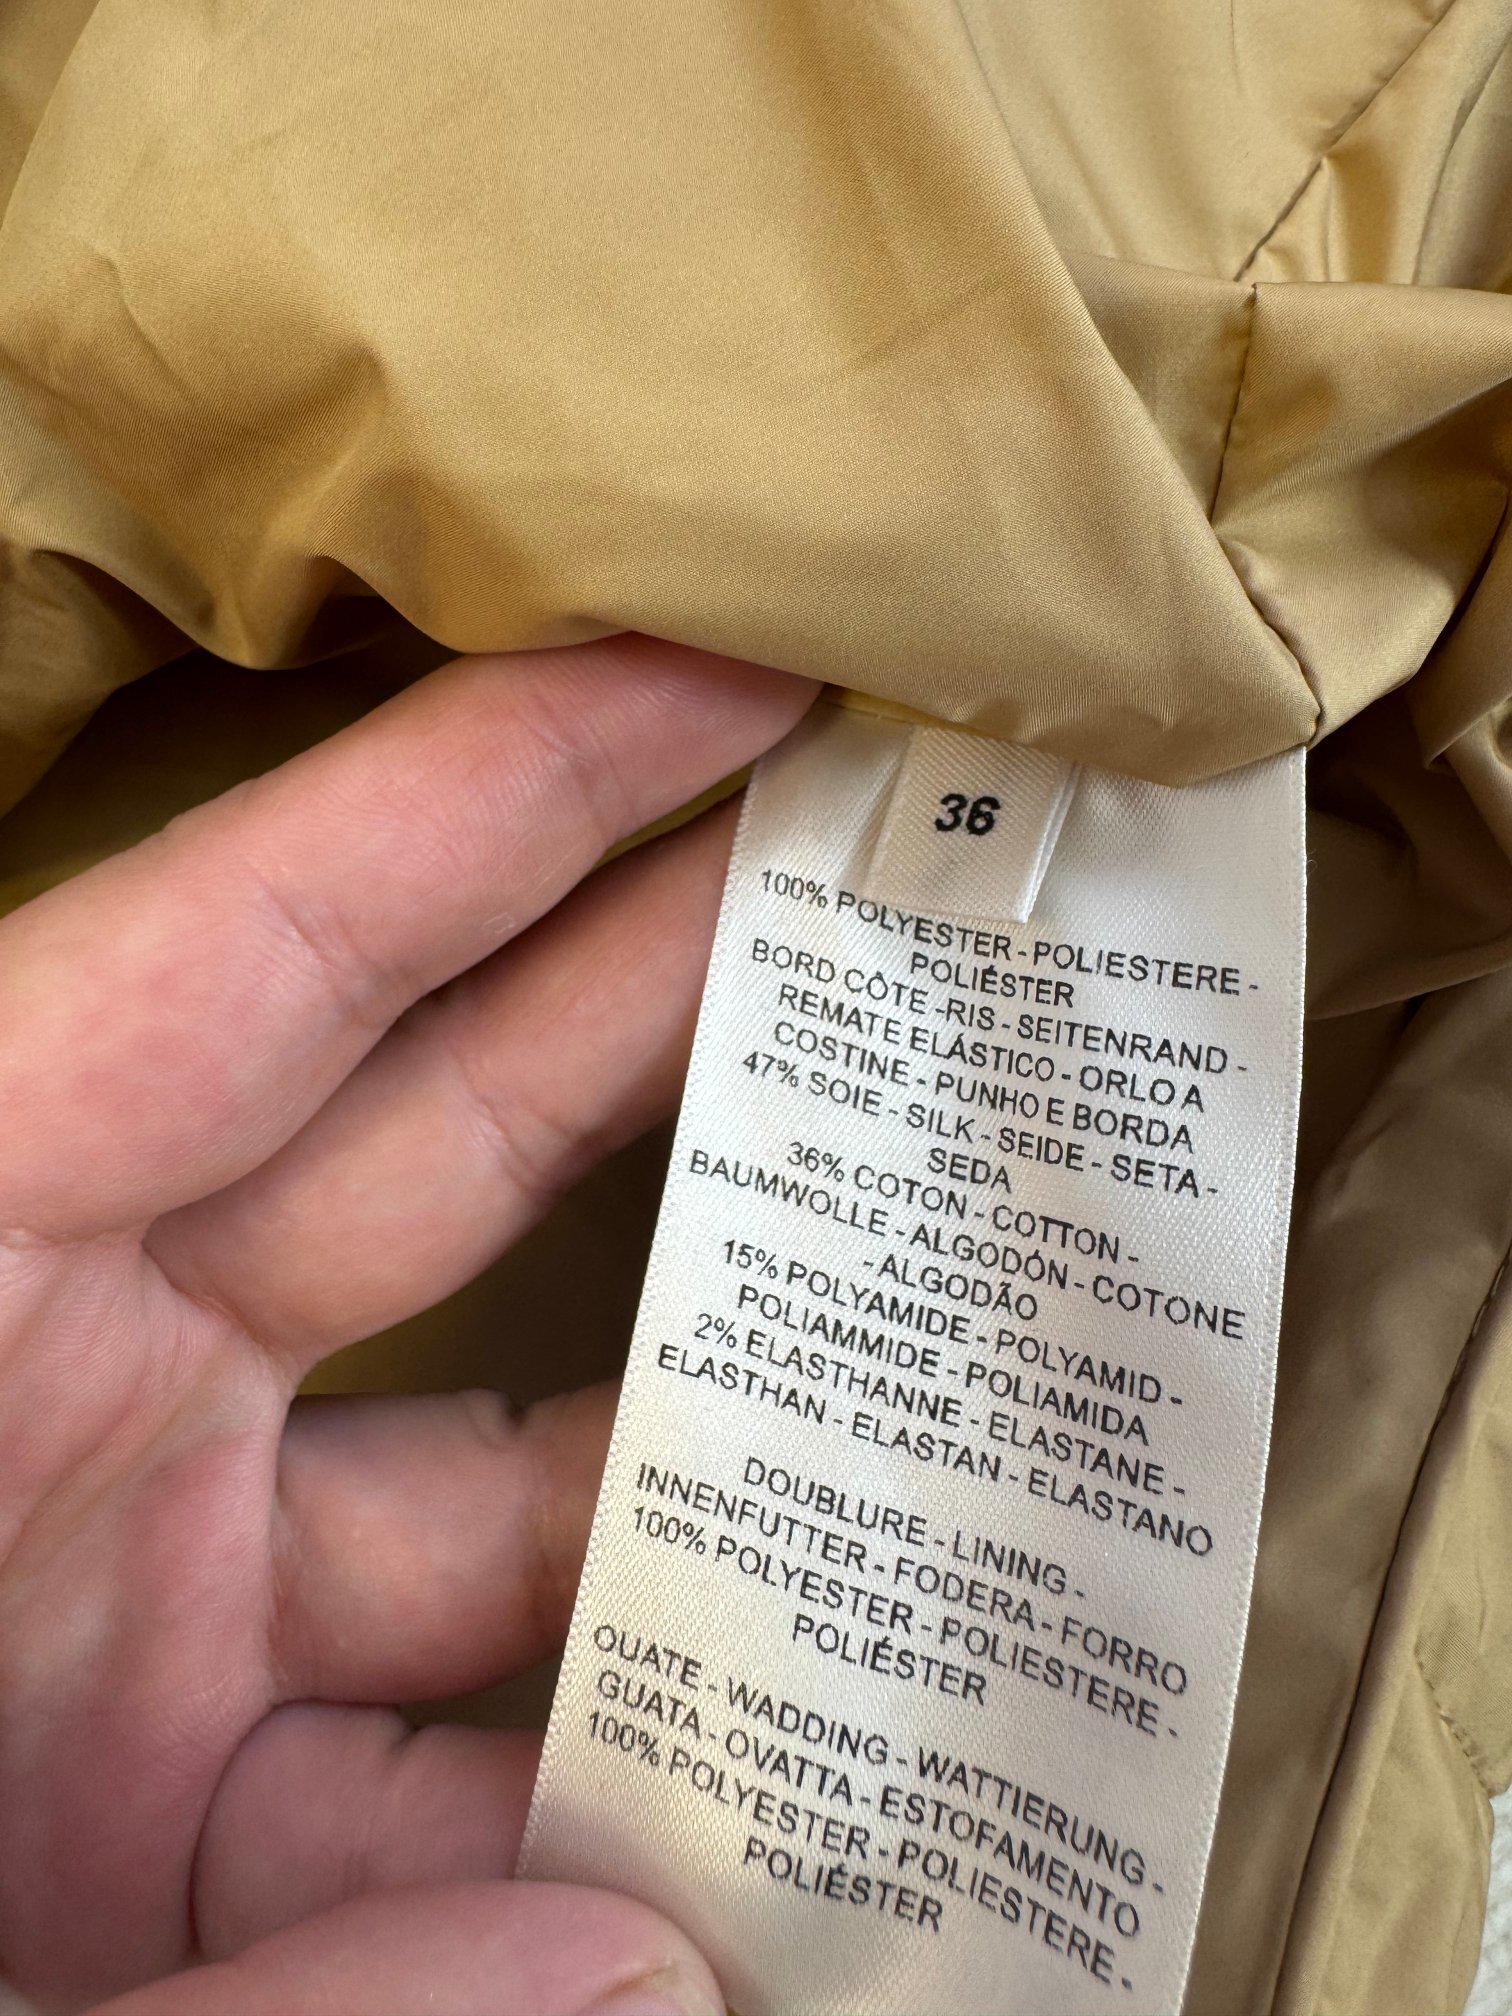 36
100% POLYESTER - POLIESTERE -
POLIÉSTER
BORD CÔTE -RIS - SEITENRAND -
REMATE ELÁSTICO - ORLO A
COSTINE - PUNHO E BORDA
47% SOIE - SILK - SEIDE - SETA -
SEDA
36% COTON - COTTON -
BAUMWOLLE - ALGODÓN - COTONE
- ALGODÃO
15% POLYAMIDE - POLYAMID -
POLIAMMIDE - POLIAMIDA
2% ELASTHANNE - ELASTANE -
ELASTHAN - ELASTAN - ELASTANO
DOUBLURE - LINING -
INNENFUTTER - FODERA - FORRO
100% POLYESTER - POLIESTERE -
POLIÉSTER
OUATE - WADDING - WATTIERUNG -
GUATA - OVATTA - ESTOFAMENTO
100% POLYESTER - POLIESTERE -
POLIÉSTER